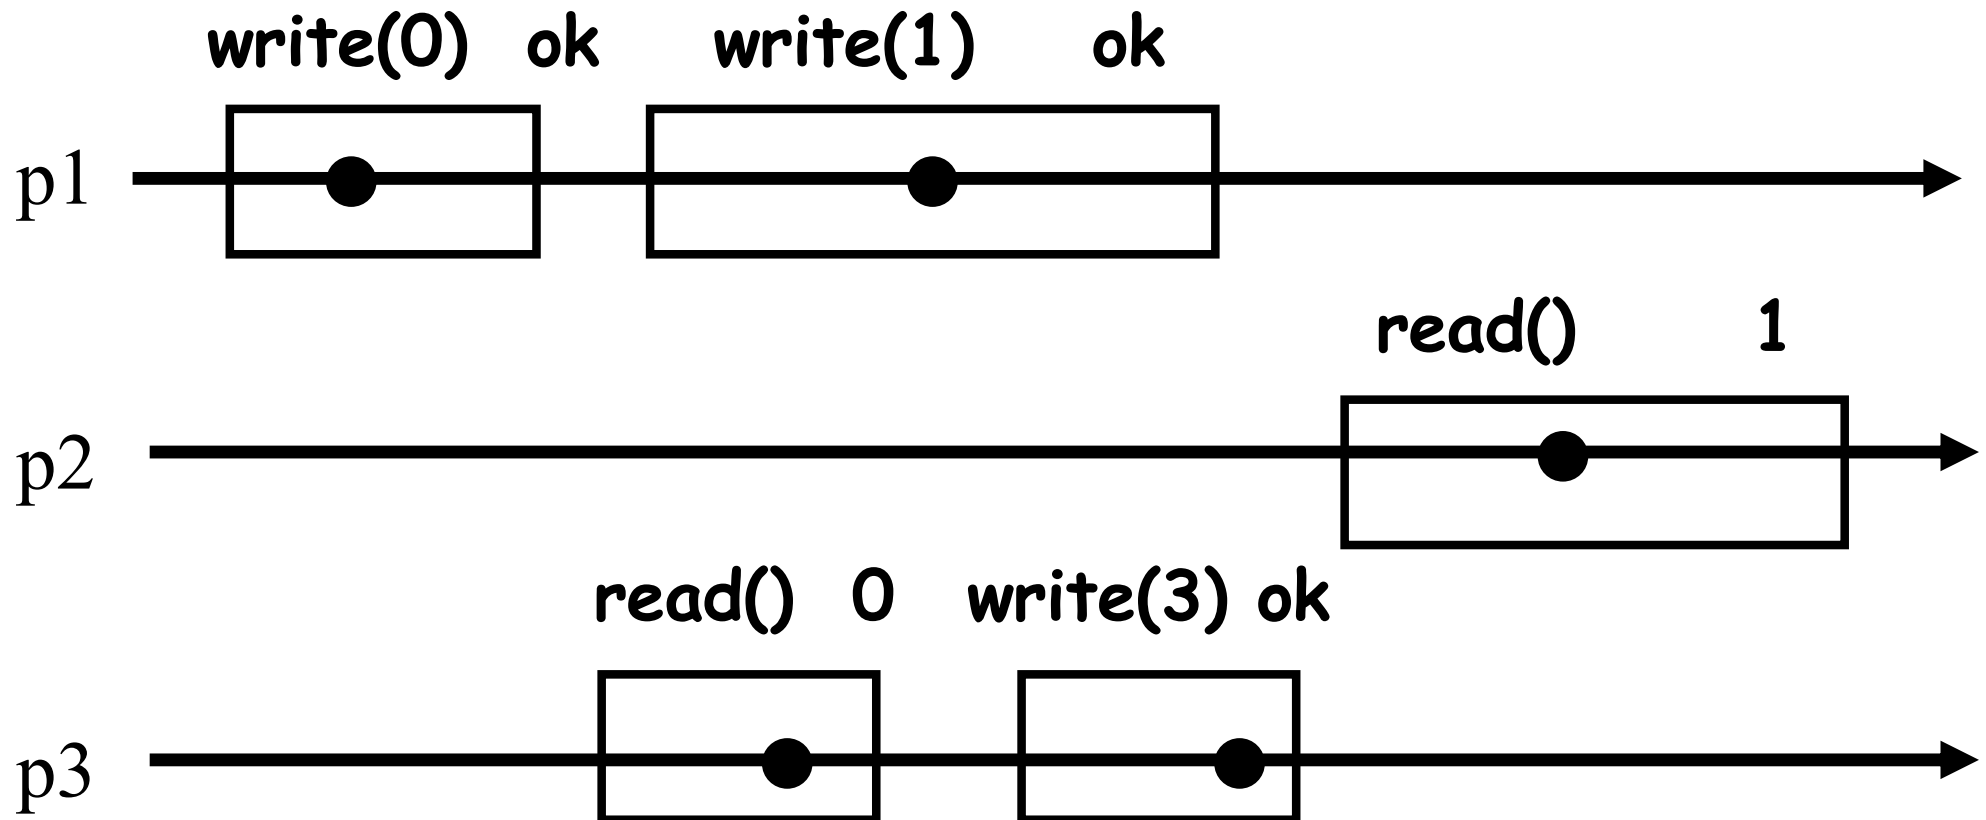 write(0) ok write(1) ok
p1
read() 1
p2
read() 0 write(3) ok
p3